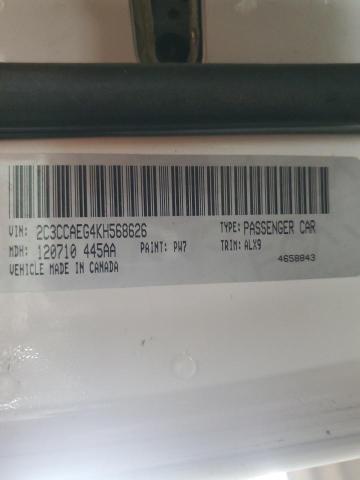 VIN: 2C3CCAEG4KH568626 TYPE: PASSENGER CAR
MDH: 120710 445AA PAINT: PW7 TRIM: ALX9
VEHICLE MADE IN CANADA 4658843